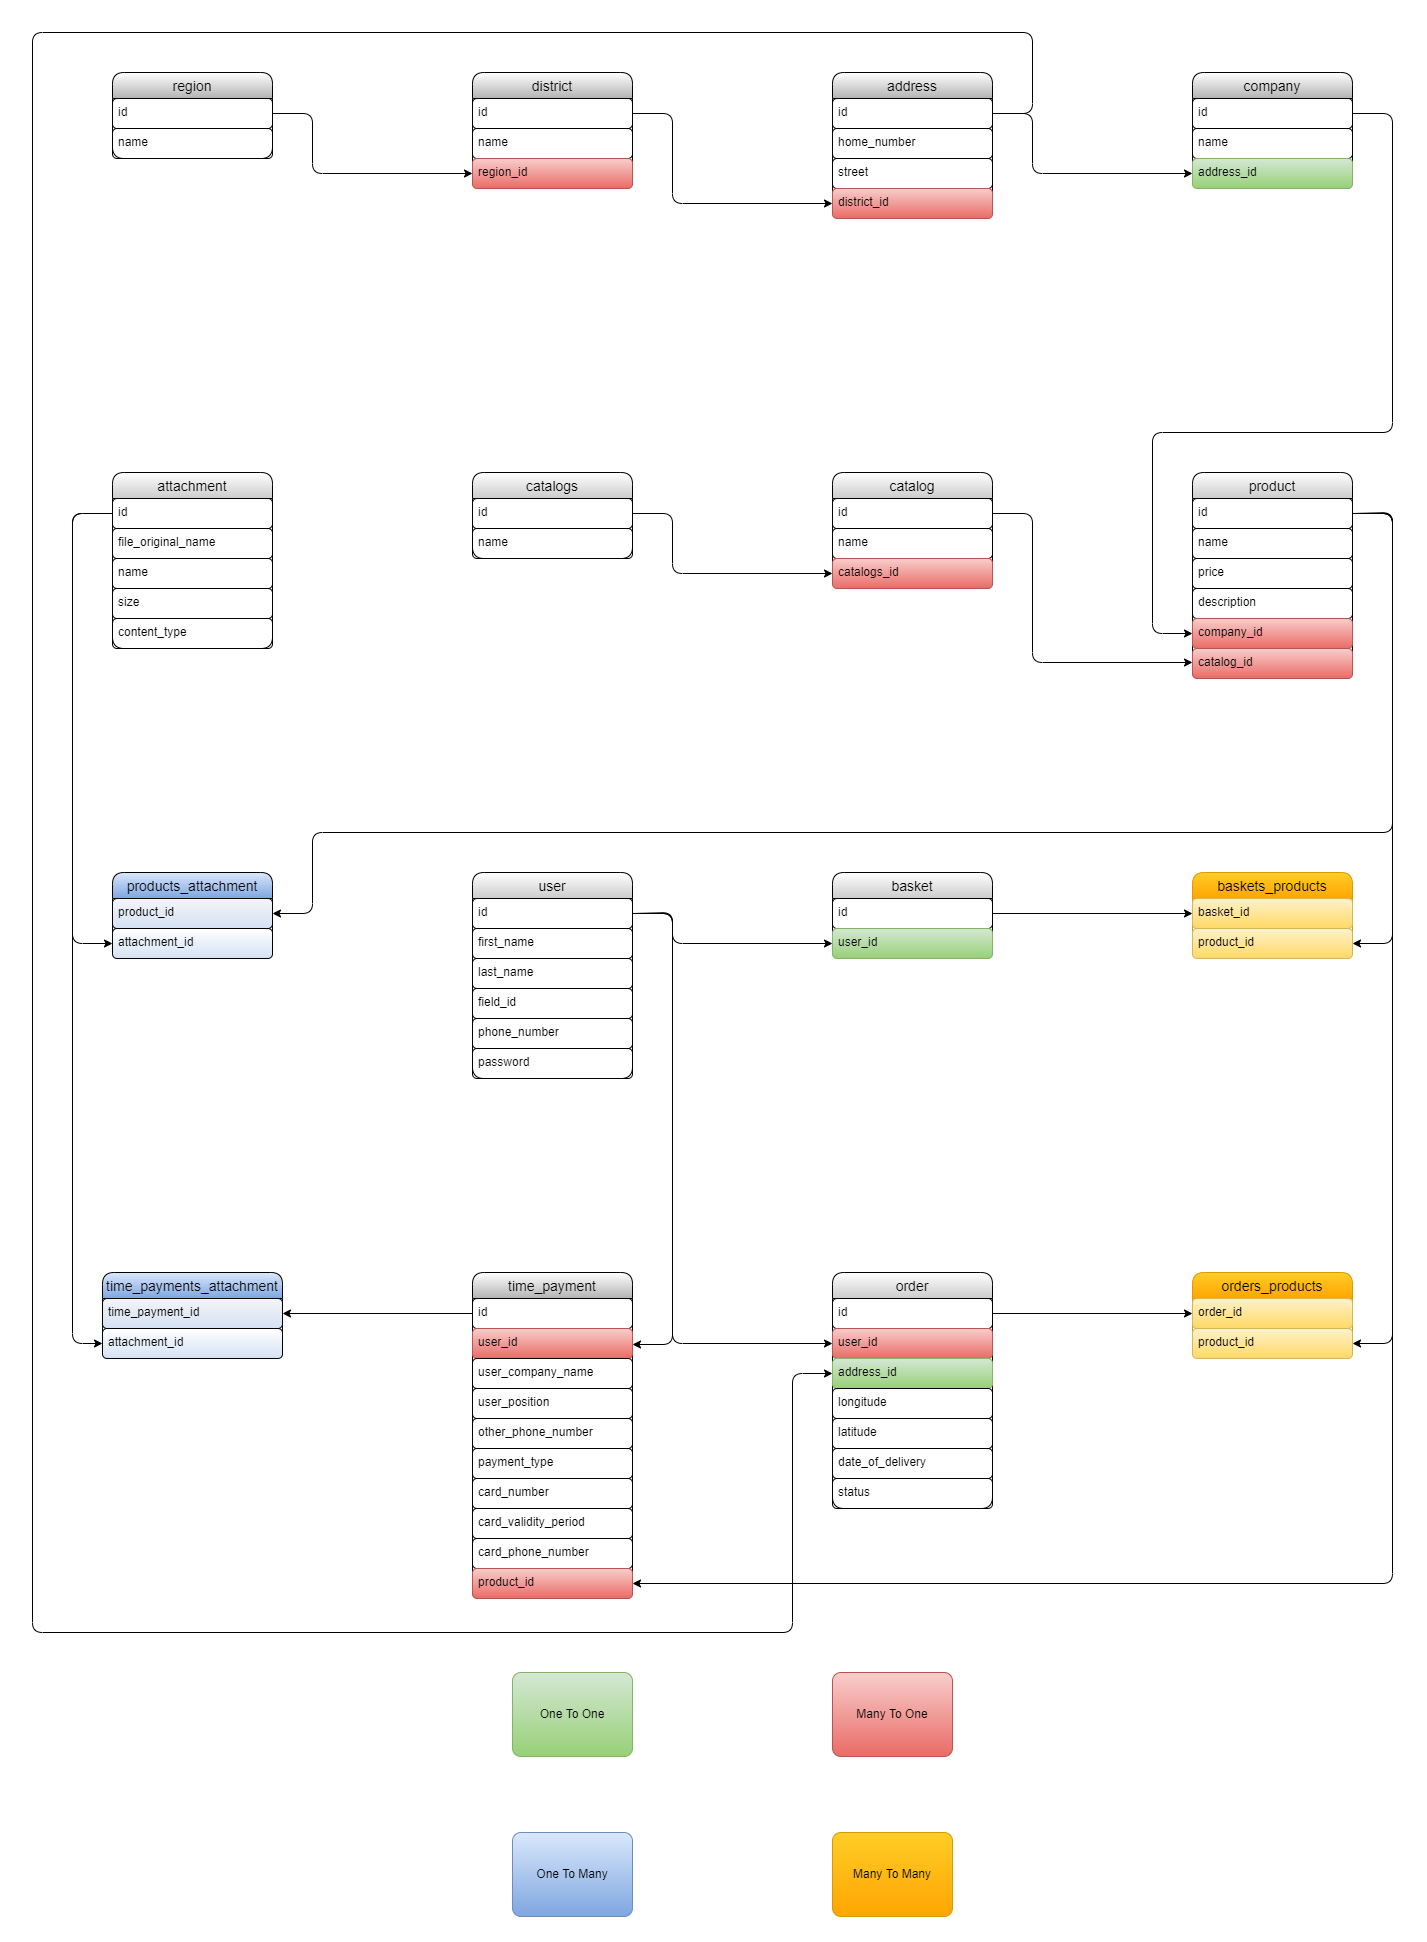 region
id
name
district
id
name
region_id
address
id
home_number
street
district_id
company
id
name
address_id
attachment
id
file_original_name
name
size
content_type
catalogs
id
name
catalog
id
name
catalogs_id
product
id
name
price
description
company_id
catalog_id
products_attachment
product_id
attachment_id
user
id
first_name
last_name
field_id
phone_number
password
basket
id
user_id
baskets_products
basket_id
product_id
time_payments_attachment
time_payment_id
attachment_id
time_payment
id
user_id
user_company_name
user_position
other_phone_number
payment_type
card_number
card_validity_period
card_phone_number
product_id
order
id
user_id
address_id
longitude
latitude
date_of_delivery
status
orders_products
order_id
product_id
One To One
Many To One
One To Many
Many To Many